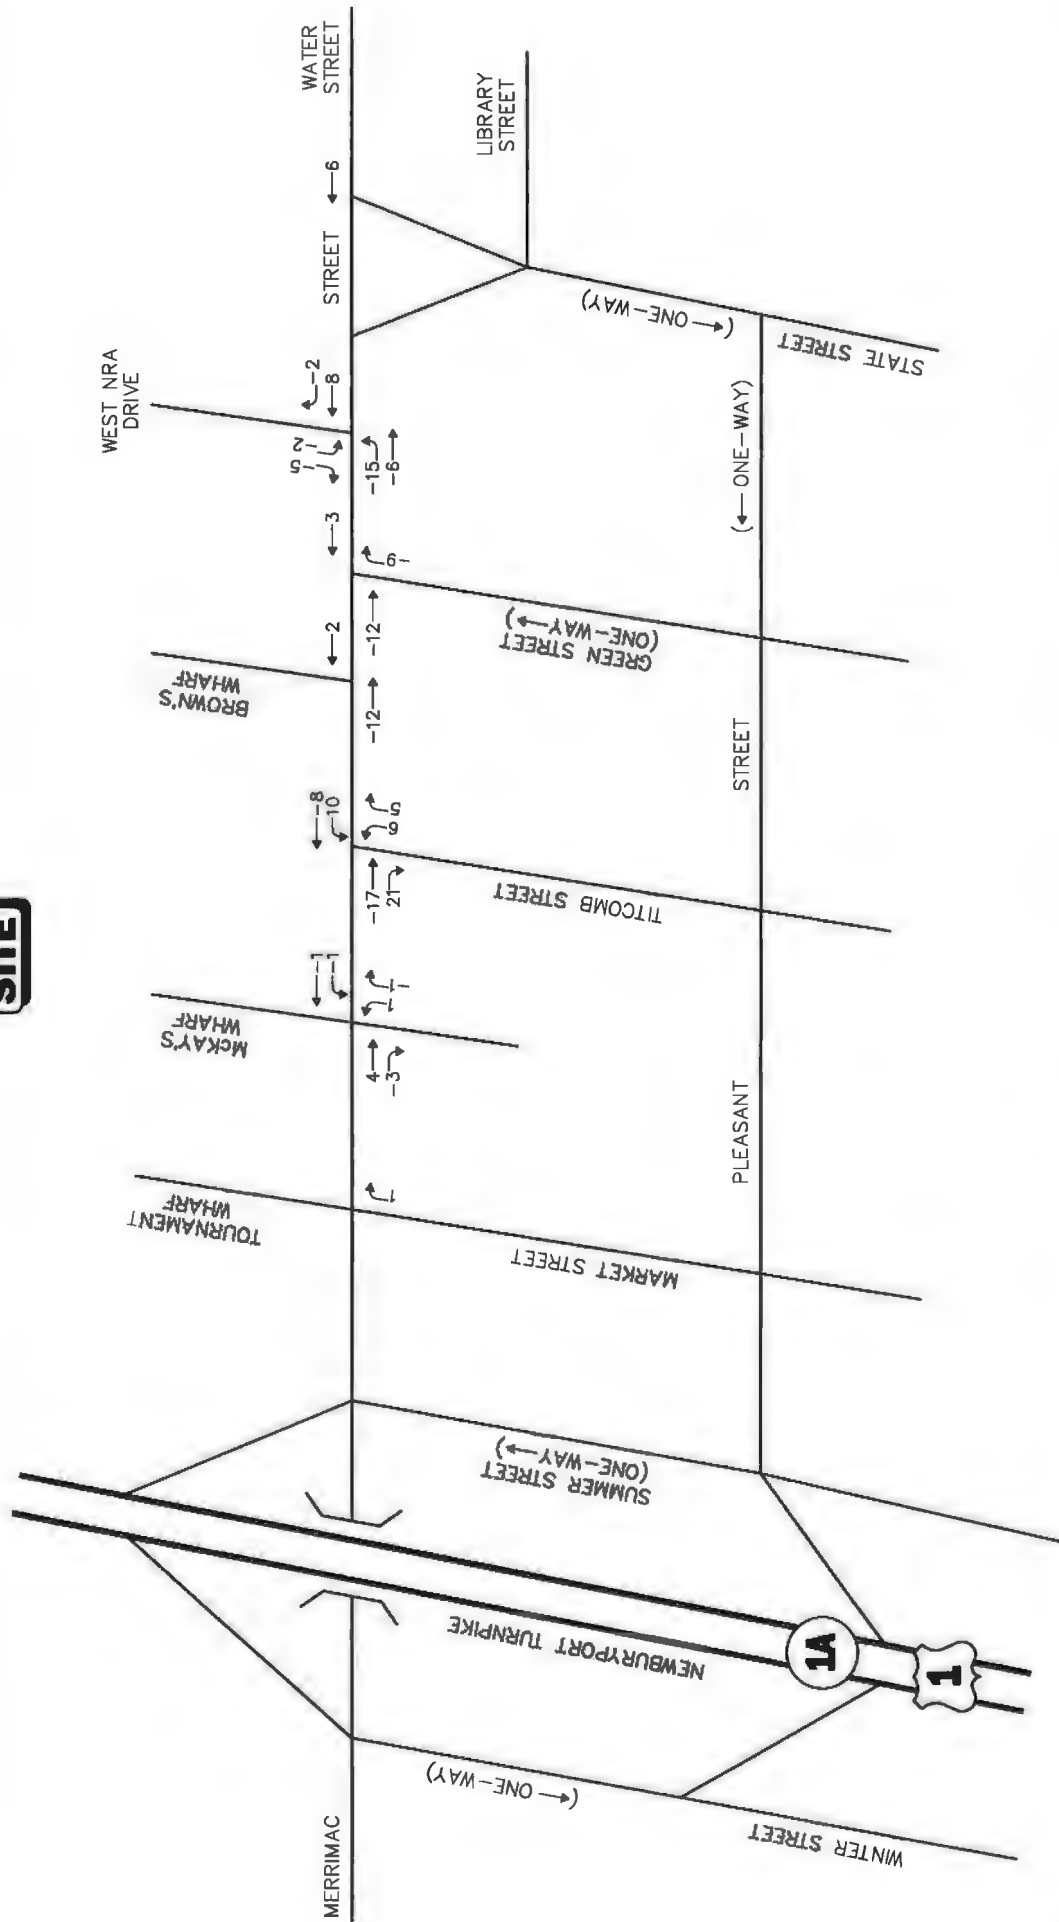 WATER
STREET
LIBRARY
STREET
←6
STREET
WEST NRA
DRIVE
-2
←8
-2
-5
-15
-6→
(←ONE-WAY)
STATE STREET
(←ONE-WAY)
←3
-9
←2
-12→
GREEN STREET
(ONE-WAY→)
BROWN'S
WHARF
-12→
STREET
←-8
10
5
6
-17→
21
TITCOMB STREET
SITE
←-1
1
-1
1
McKAY'S
WHARF
4→
-3
PLEASANT
1
TOURNAMENT
WHARF
MARKET STREET
SUMMER STREET
(ONE-WAY→)
NEWBURYPORT TURNPIKE
1A
1
(←ONE-WAY)
WINTER STREET
MERRIMAC